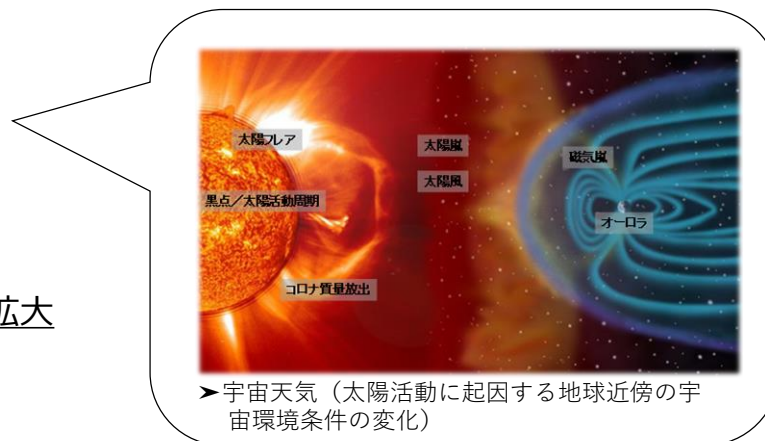 太陽フレア
太陽嵐
磁気嵐
太陽風
黒点／太陽活動周期
オーロラ
コロナ質量放出
拡大
➤宇宙天気（太陽活動に起因する地球近傍の宇
宙環境条件の変化）